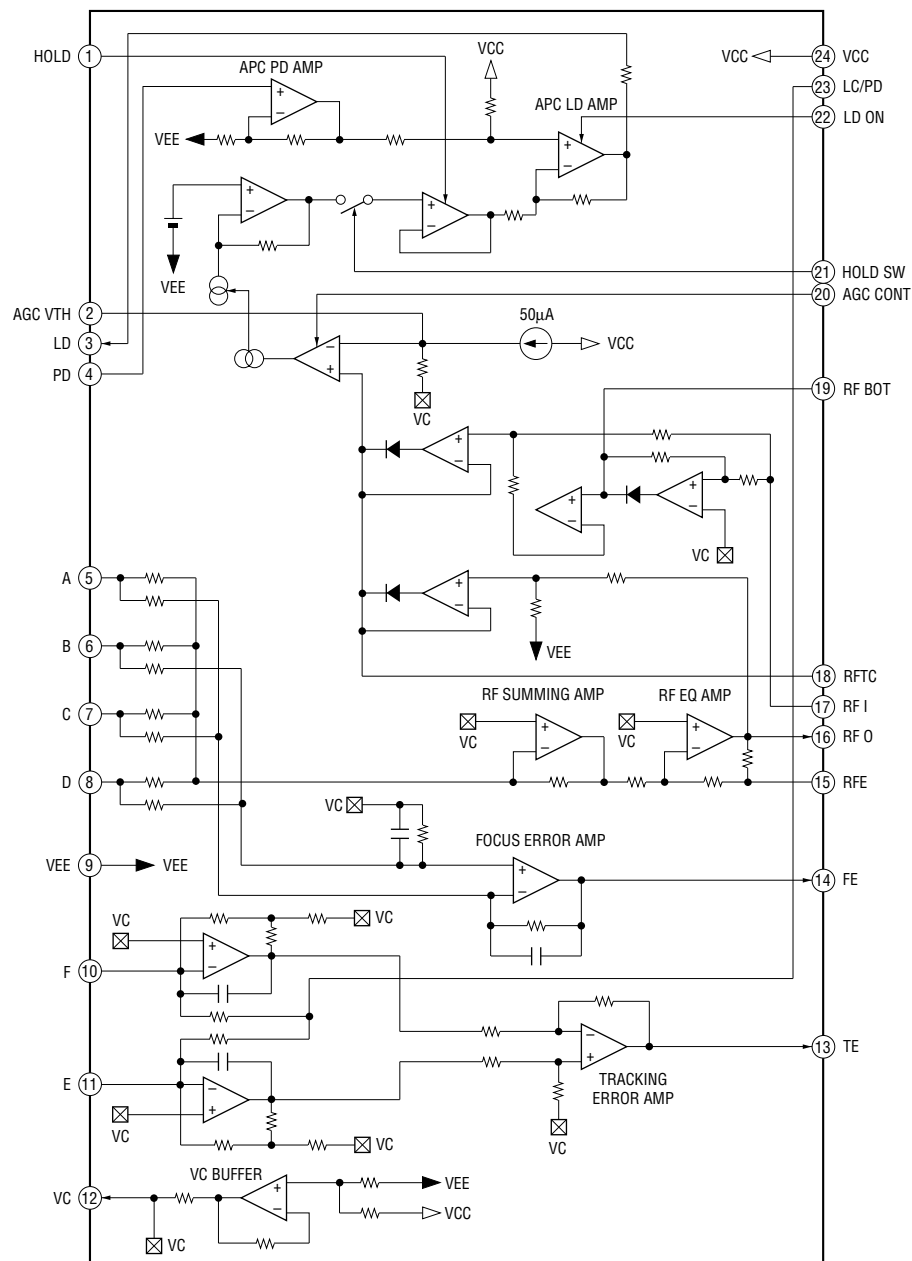 HOLD 1
APC PD AMP
VCC
VCC 24 VCC
23 LC/PD
APC LD AMP
22 LD ON
+
−
VEE
+
−
+
−
+
−
VEE
21 HOLD SW
20 AGC CONT
AGC VTH 2
50µA
LD 3
−
+
VCC
PD 4
VC
19 RF BOT
+
−
+
−
+
−
VC
A 5
+
−
B 6
VEE
18 RFTC
RF SUMMING AMP
RF EQ AMP
17 RF I
C 7
VC
+
−
VC
+
−
16 RF O
D 8
15 RFE
VC
FOCUS ERROR AMP
VEE 9 VEE
+
−
14 FE
VC
VC
+
−
F 10
−
+
13 TE
E 11
−
+
TRACKING
ERROR AMP
VC
VC
VC
VC BUFFER
+
−
VEE
VC 12
VCC
VC